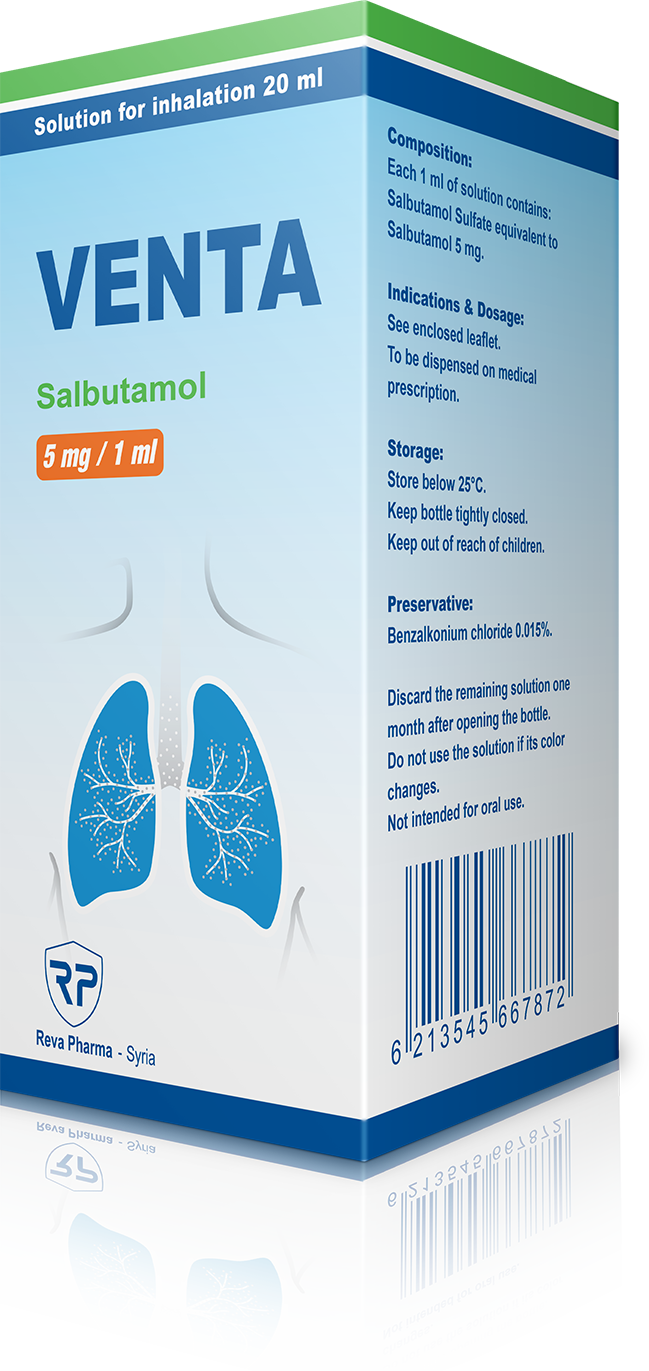 Solution for inhalation 20 ml
VENTA
Salbutamol
5 mg / 1 ml
RP
Reva Pharma - Syria
Composition:
Each 1 ml of solution contains:
Salbutamol Sulfate equivalent to
Salbutamol 5 mg.
Indications & Dosage:
See enclosed leaflet.
To be dispensed on medical
prescription.
Storage:
Store below 25°C.
Keep bottle tightly closed.
Keep out of reach of children.
Preservative:
Benzalkonium chloride 0.015%.
Discard the remaining solution one
month after opening the bottle.
Do not use the solution if its color
changes.
Not intended for oral use.
6 213545 667872